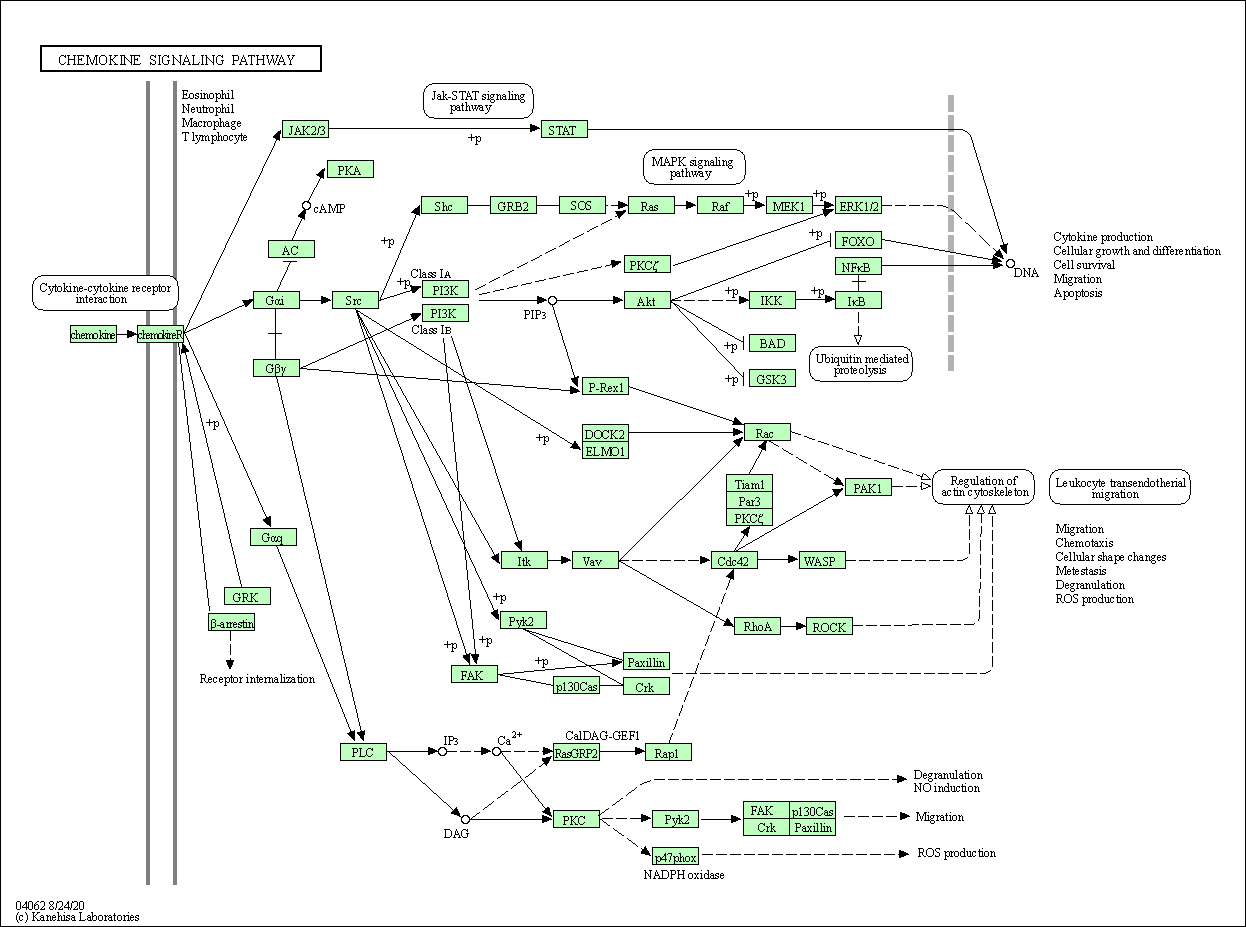 CHEMOKINE SIGNALING PATHWAY
Eosinophil
Neutrophil
Macrophage
T lymphocyte
Jak-STAT signaling
pathway
JAK2/3
+p
STAT
MAPK signaling
pathway
PKA
cAMP
Shc
GRB2
SOS
Ras
Raf
+p
MEK1
+p
ERK1/2
AC
+p
+p
FOXO
Cytokine production
Cellular growth and differentiation
Cell survival
Migration
Apoptosis
PKCζ
NFκB
DNA
Class IA
+p
PI3K
Cytokine-cytokine receptor
interaction
Gαi
Src
PI3K
Class IB
PIP3
Akt
+p
IKK
+p
IκB
chemokine
chemokineR
+p
BAD
Ubiquitin mediated
proteolysis
Gβγ
+p
GSK3
P-Rex1
+p
+p
DOCK2
ELMO1
Rac
Tiam1
Par3
PKCζ
PAK1
Regulation of
actin cytoskeleton
Leukocyte transendotherial
migration
Gαq
Migration
Chemotaxis
Cellular shape changes
Metestasis
Degranulation
ROS production
Itk
Vav
Cdc42
WASP
GRK
β-arrestin
+p
Pyk2
RhoA
ROCK
Receptor internalization
+p
+p
FAK
+p
Paxillin
p130Cas
Crk
PLC
IP3
Ca2+
CalDAG-GEF1
RasGRP2
Rap1
DAG
PKC
Degranulation
NO induction
Pyk2
FAK
p130Cas
Crk
Paxillin
Migration
p47phox
NADPH oxidase
ROS production
04062 8/24/20
(c) Kanehisa Laboratories